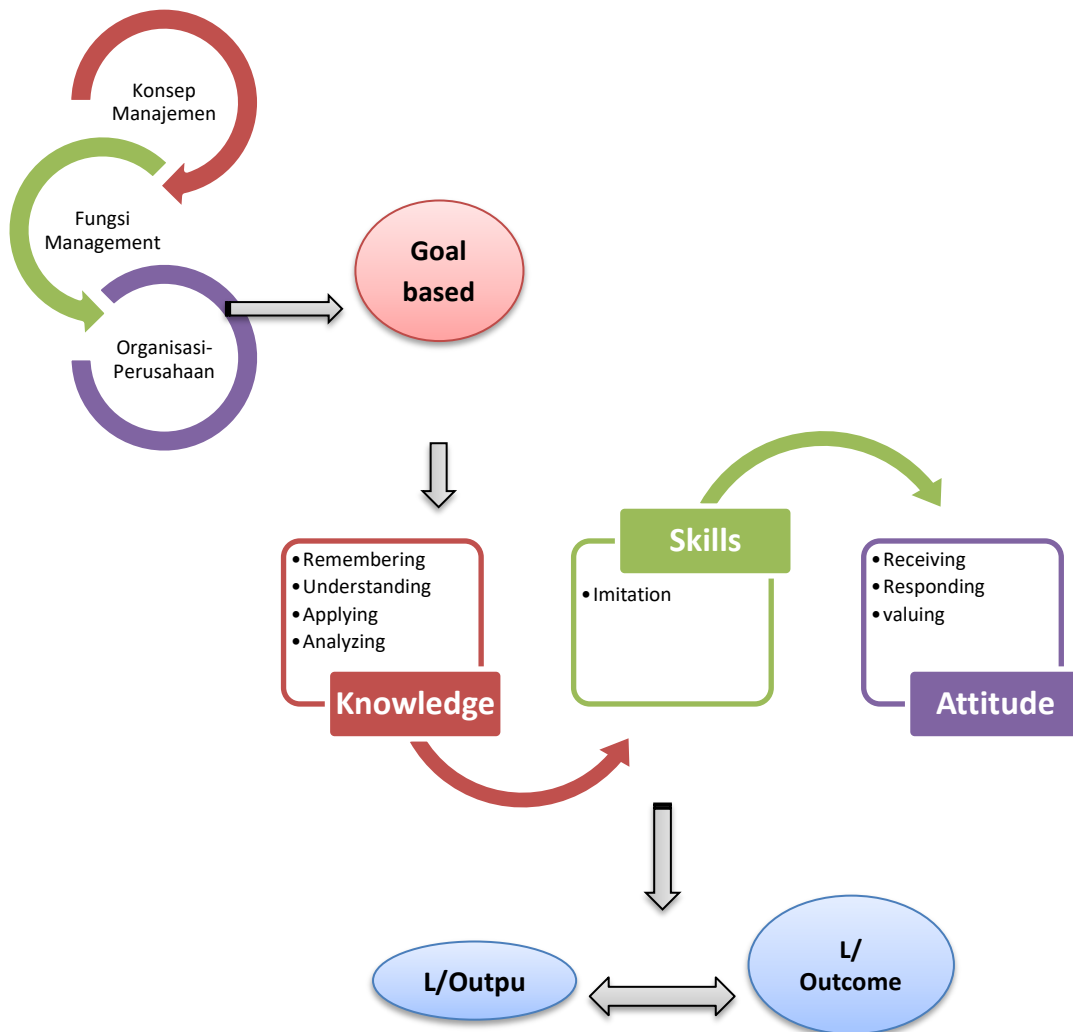 Konsep
Manajemen
Fungsi
Management
Organisasi-
Perusahaan
Goal
based
• Remembering
• Understanding
• Applying
• Analyzing
Knowledge
Skills
• Imitation
• Receiving
• Responding
• valuing
Attitude
L/Outpu
L/
Outcome